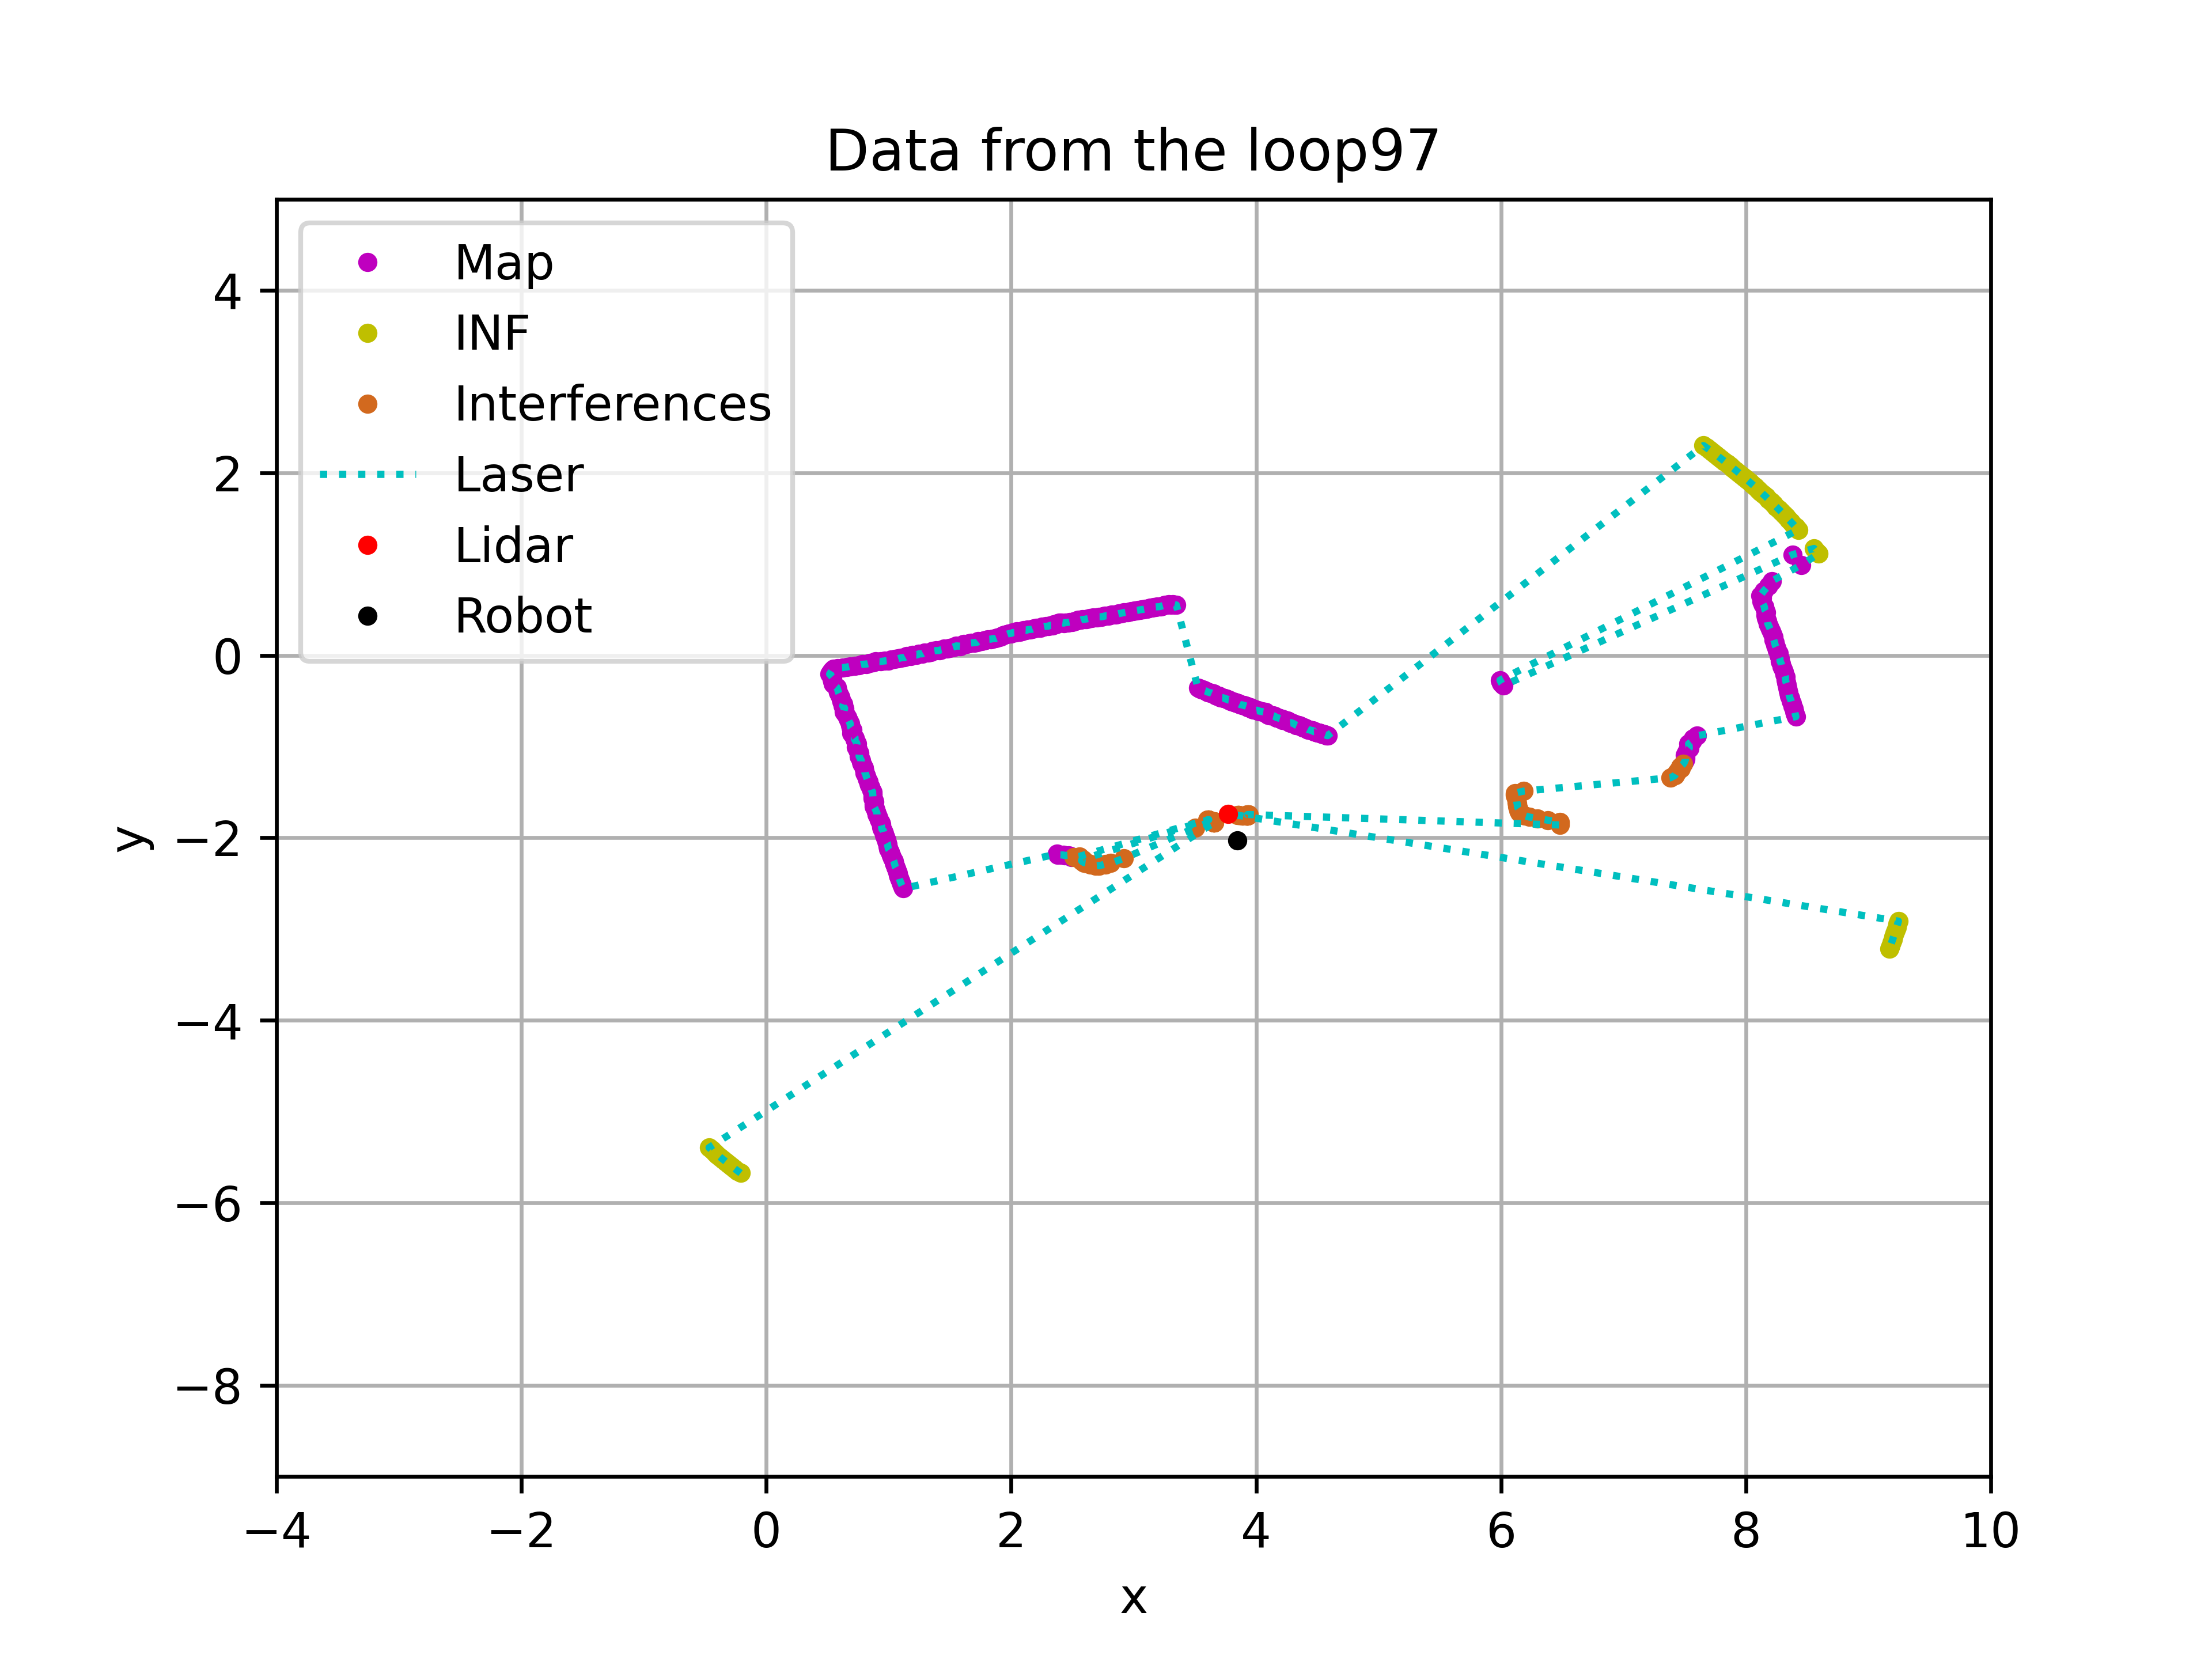 Data from the loop97
Map
INF
Interferences
Laser
Lidar
Robot
4
2
0
−2
−4
−6
−8
y
−4 −2 0 2 4 6 8 10
x